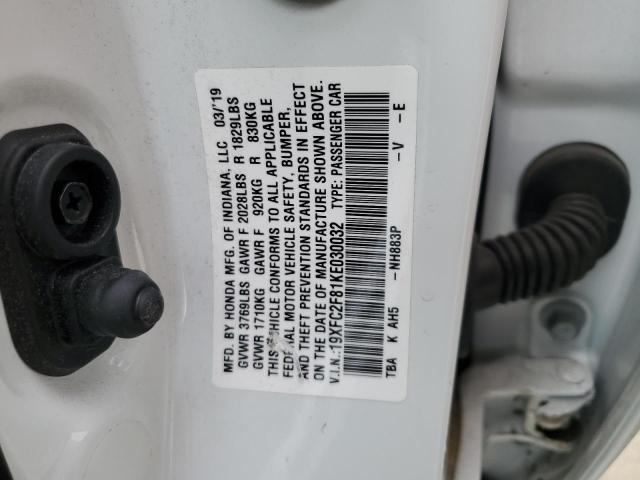 MFD. BY HONDA MFG. OF INDIANA, LLC 03/'19
GVWR 3769LBS GAWR F 2028LBS R 1829LBS
GVWR 1710KG GAWR F 920KG R 830KG
THIS VEHICLE CONFORMS TO ALL APPLICABLE
FEDERAL MOTOR VEHICLE SAFETY, BUMPER,
AND THEFT PREVENTION STANDARDS IN EFFECT
ON THE DATE OF MANUFACTURE SHOWN ABOVE.
V.I.N.:19XFC2F81KE030032 TYPE: PASSENGER CAR
TBA K AH5 -NH883P -V -E